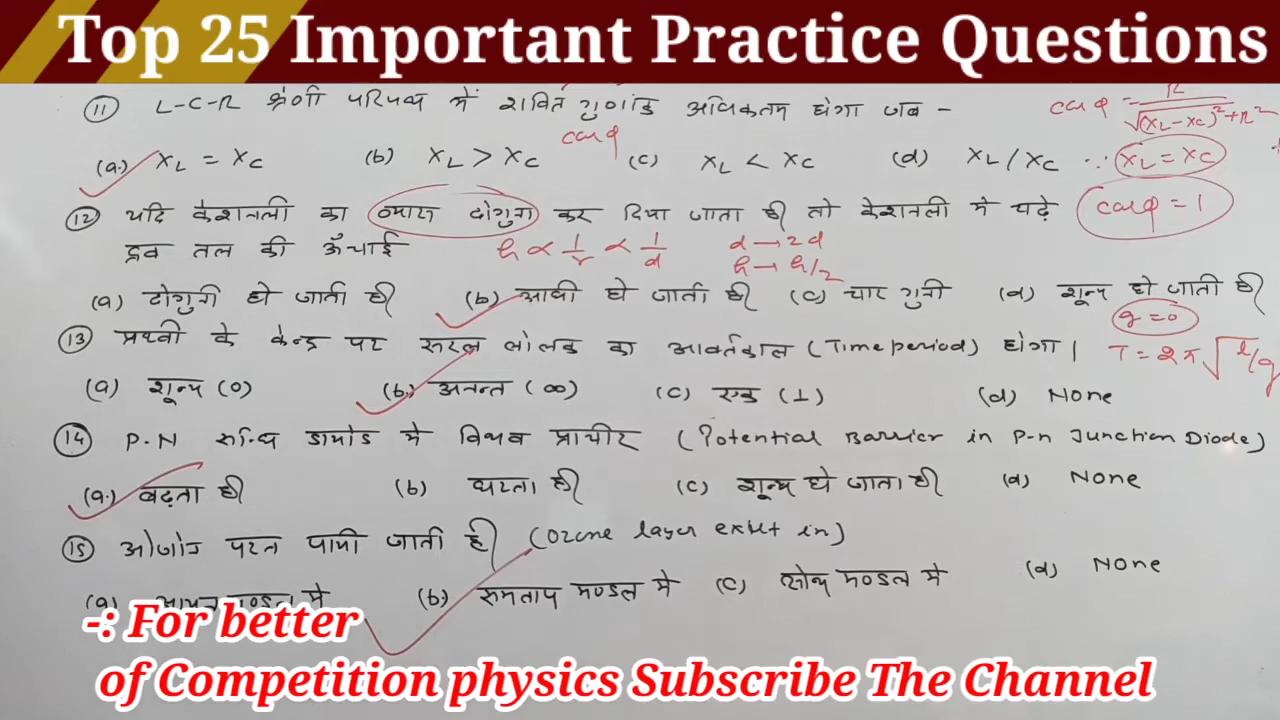 Top 25 Important Practice Questions
(11) L-C-R श्रेणी परिपथ में शक्ति गुणांक अधिकतम होगा जब -
cosφ = R / √(XL-XC)²+R²
cosφ
(a.) XL = XC (b) XL > XC (c) XL < XC (d) XL/XC ∵ XL = XC
(12) यदि केशनली का व्यास दोगुना कर दिया जाता है तो केशनली में चढ़े
cosφ = 1
द्रव तल की ऊँचाई h ∝ 1/r ∝ 1/d d → 2d
h → h/2
(a) दोगुनी हो जाती है (b) आधी हो जाती है (c) चार गुनी (d) शून्य हो जाती है
g = 0
(13) पृथ्वी के केन्द्र पर सरल लोलक का आवर्तकाल (Time period) होगा।
T = 2π√l/g
(a) शून्य (0) (b.) अनन्त (∞) (c) एक (1) (d) None
(14) P-N सन्धि डायोड में विभव प्राचीर (Potential Barrier in P-n Junction Diode)
(a.) बढ़ता है (b) घटता है (c) शून्य हो जाता है (d) None
(15) ओजोन परत पायी जाती है (Ozone layer exist in)
(a) मण्डल में (b) समताप मण्डल में (c) मण्डल में (d) None
-: For better
of Competition physics Subscribe The Channel